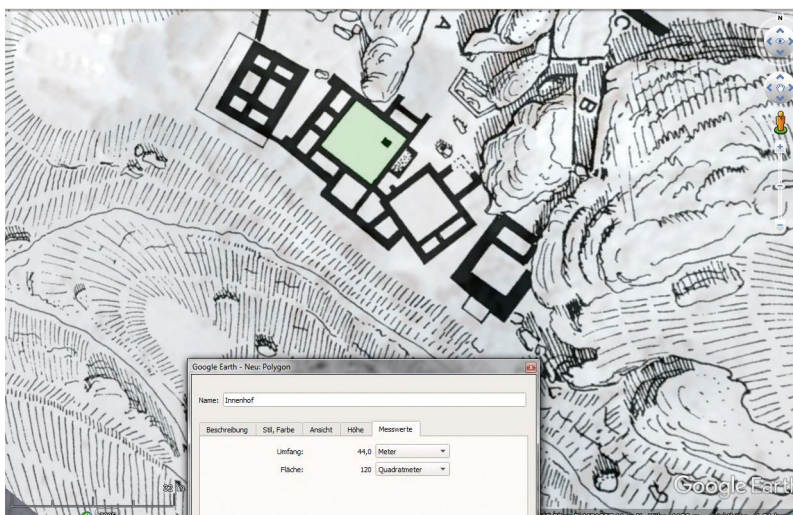 N
A
C
B
Google Earth - Neu: Polygon
Name: Innenhof
Beschreibung Stil, Farbe Ansicht Höhe Messwerte
Umfang: 44,0 Meter
Fläche: 120 Quadratmeter
Google Earth